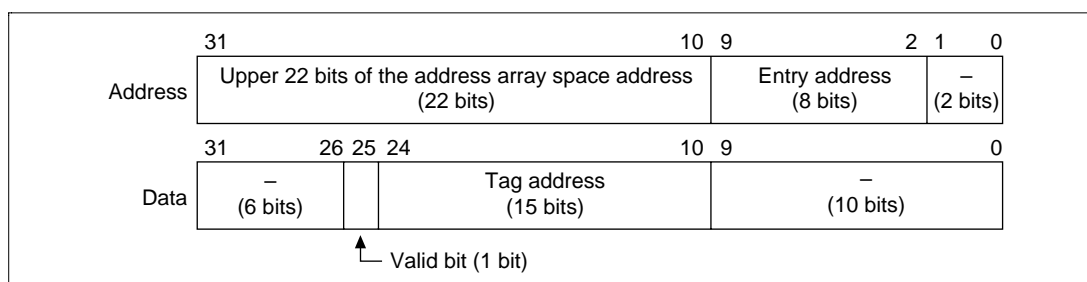 31 10 9 2 1 0
Address Upper 22 bits of the address array space address Entry address –
(22 bits) (8 bits) (2 bits)
31 26 25 24 10 9 0
Data – Tag address –
(6 bits) (15 bits) (10 bits)
Valid bit (1 bit)